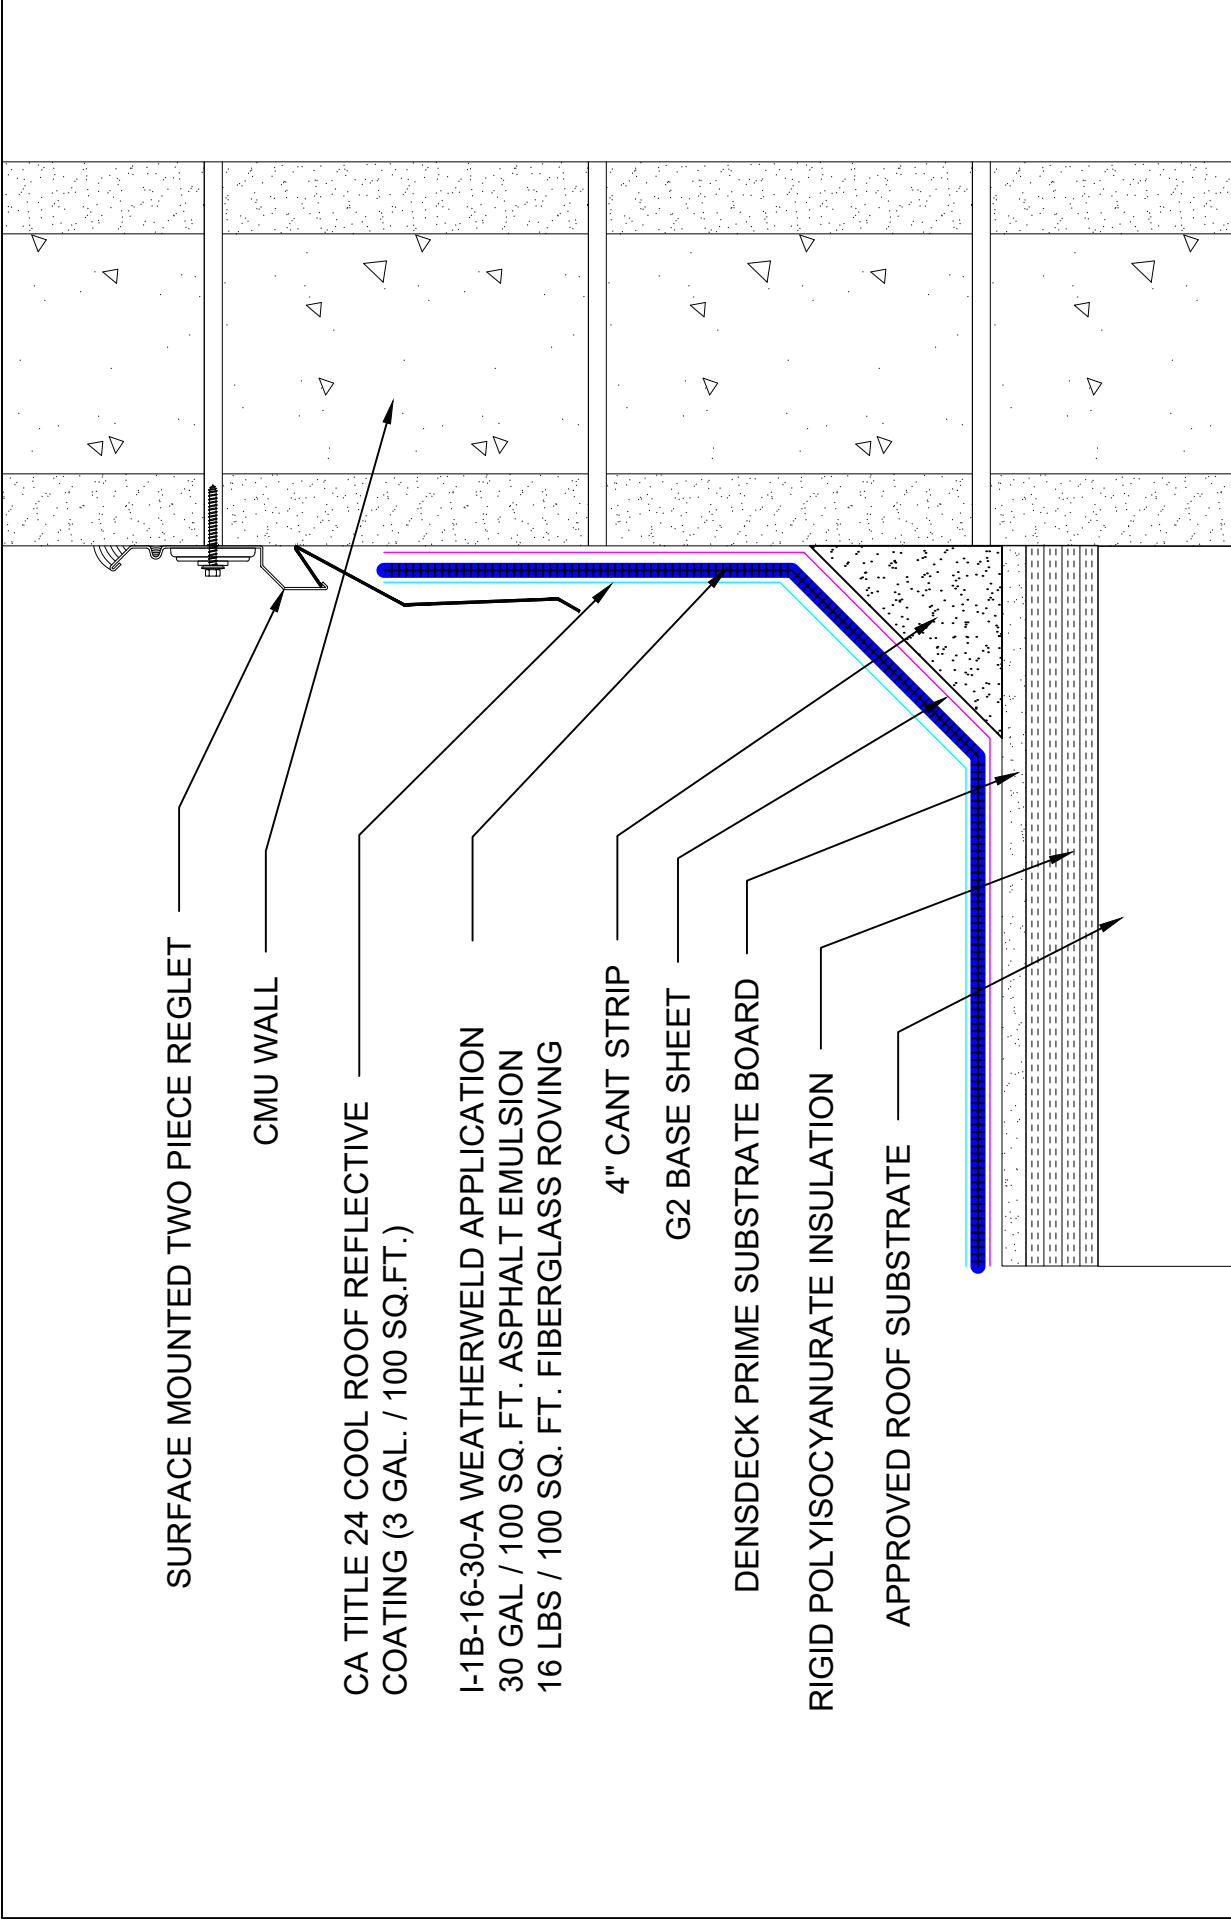 SURFACE MOUNTED TWO PIECE REGLET
CMU WALL
CA TITLE 24 COOL ROOF REFLECTIVE
COATING (3 GAL. / 100 SQ.FT.)
I-1B-16-30-A WEATHERWELD APPLICATION
30 GAL / 100 SQ. FT. ASPHALT EMULSION
16 LBS / 100 SQ. FT. FIBERGLASS ROVING
4" CANT STRIP
G2 BASE SHEET
DENSDECK PRIME SUBSTRATE BOARD
RIGID POLYISOCYANURATE INSULATION
APPROVED ROOF SUBSTRATE